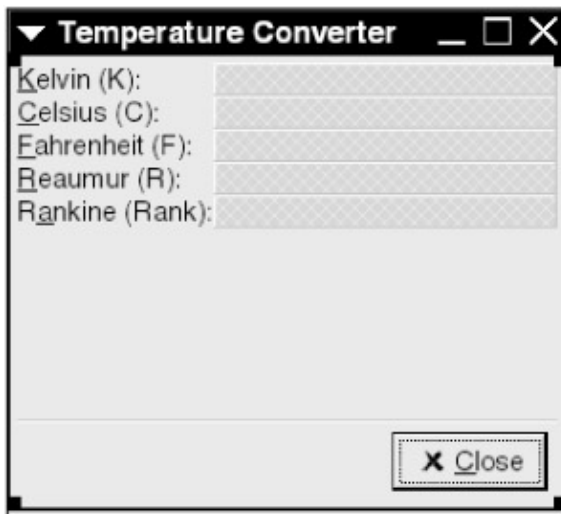 Temperature Converter
Kelvin (K):
Celsius (C):
Fahrenheit (F):
Reaumur (R):
Rankine (Rank):
Close